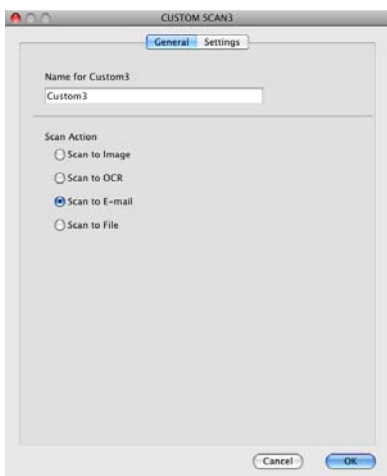 CUSTOM SCAN3
General Settings
Name for Custom3
Custom3
Scan Action
Scan to Image
Scan to OCR
Scan to E-mail
Scan to File
Cancel OK